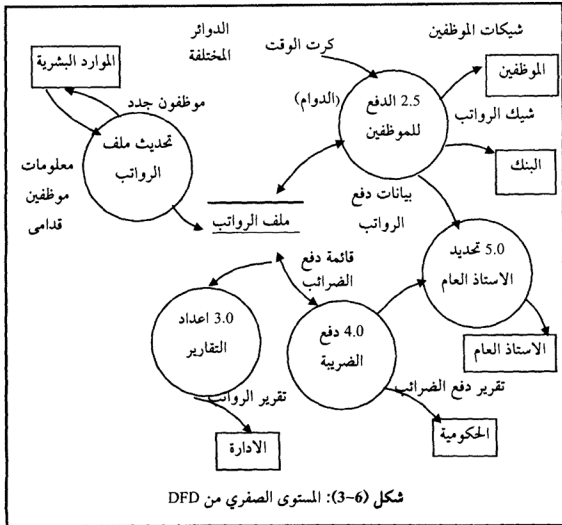 الدوائر
المختلفة
شيكات الموظفين
كرت الوقت
الموارد البشرية
الموظفين
2.5 الدفع
للموظفين
(الدوام)
موظفون جدد
شيك الرواتب
تحديث ملف
الرواتب
البنك
معلومات
موظفين
قدامى
بيانات دفع
الرواتب
ملف الرواتب
5.0 تحديد
الاستاذ العام
قائمة دفع
الضرائب
3.0 اعداد
التقارير
4.0 دفع
الضريبة
الاستاذ العام
تقرير الرواتب
تقرير دفع الضرائب
الادارة
الحكومية
شكل (6-3): المستوى الصفري من DFD